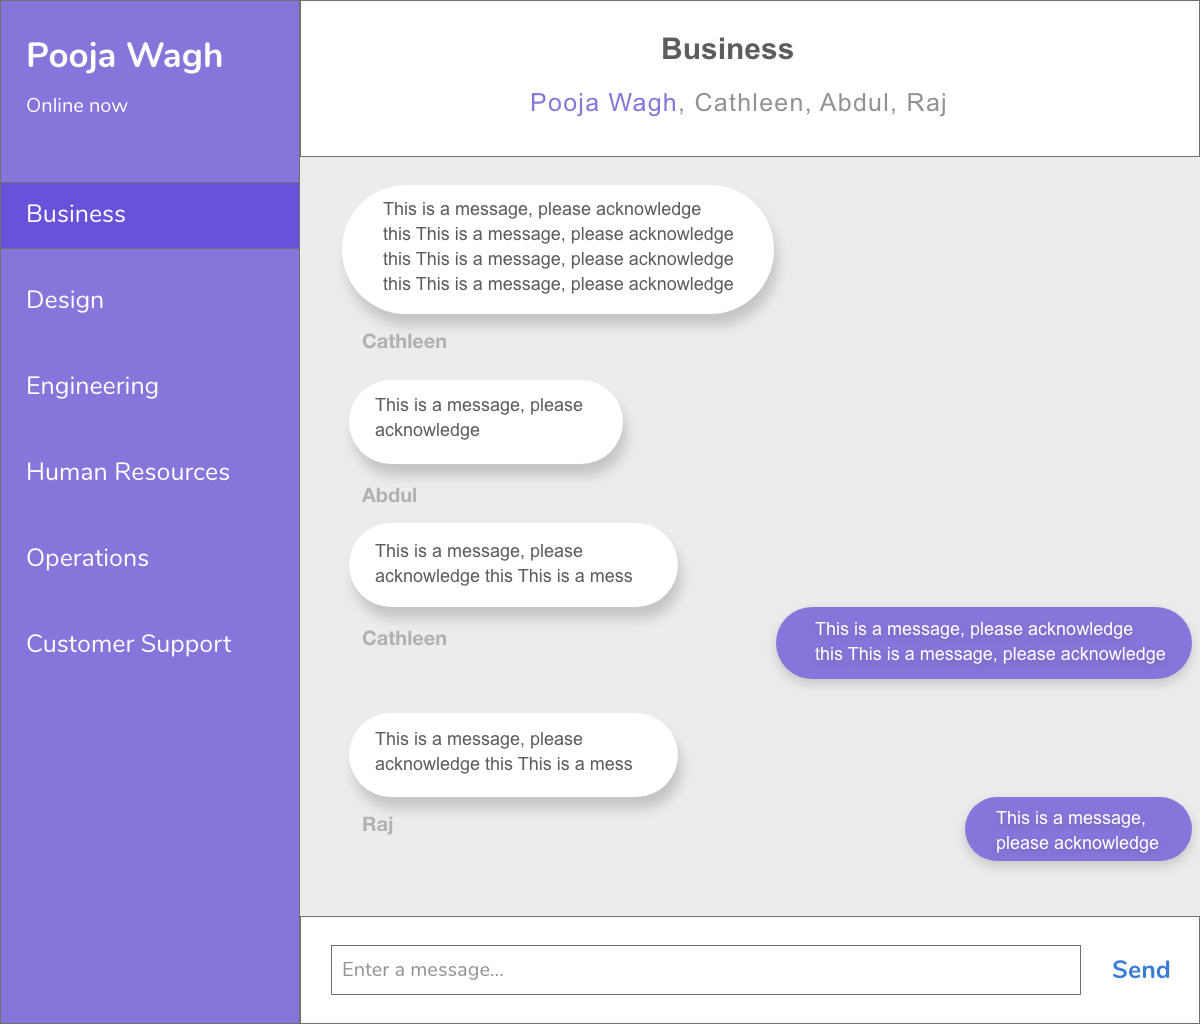 Pooja Wagh
Online now
Business
Design
Engineering
Human Resources
Operations
Customer Support
Business
Pooja Wagh, Cathleen, Abdul, Raj
This is a message, please acknowledge
this This is a message, please acknowledge
this This is a message, please acknowledge
this This is a message, please acknowledge
Cathleen
This is a message, please
acknowledge
Abdul
This is a message, please
acknowledge this This is a mess
Cathleen
This is a message, please acknowledge
this This is a message, please acknowledge
This is a message, please
acknowledge this This is a mess
Raj
This is a message,
please acknowledge
Enter a message...
Send